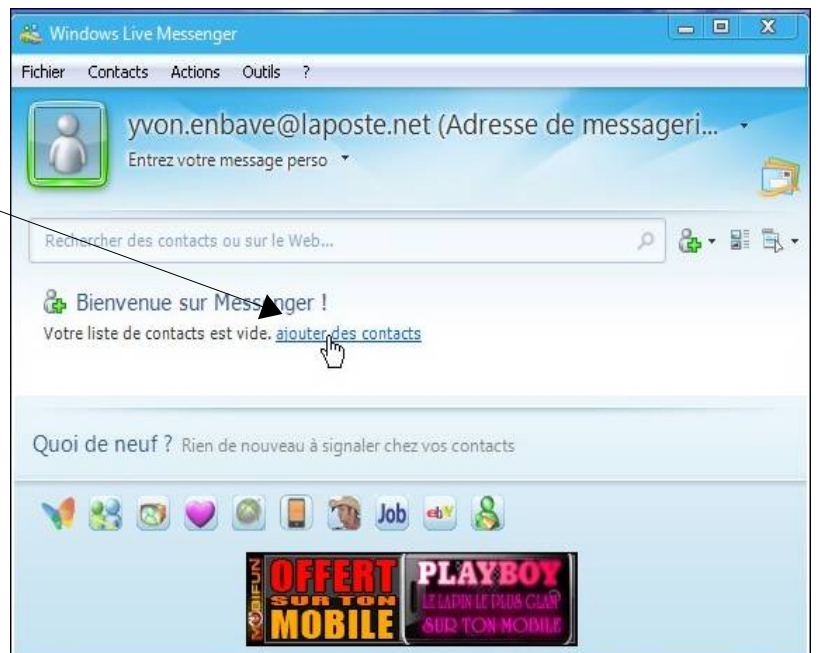 Windows Live Messenger
Fichier Contacts Actions Outils ?
yvon.enbave@laposte.net (Adresse de messageri...
Entrez votre message perso
Rechercher des contacts ou sur le Web...
Bienvenue sur Messenger !
Votre liste de contacts est vide. ajouter des contacts
Quoi de neuf ? Rien de nouveau à signaler chez vos contacts
Job ebY
MOBIFUN
OFFERT
SUR TON
MOBILE
PLAYBOY
LE LAPIN LE PLUS GLAM'
SUR TON MOBILE